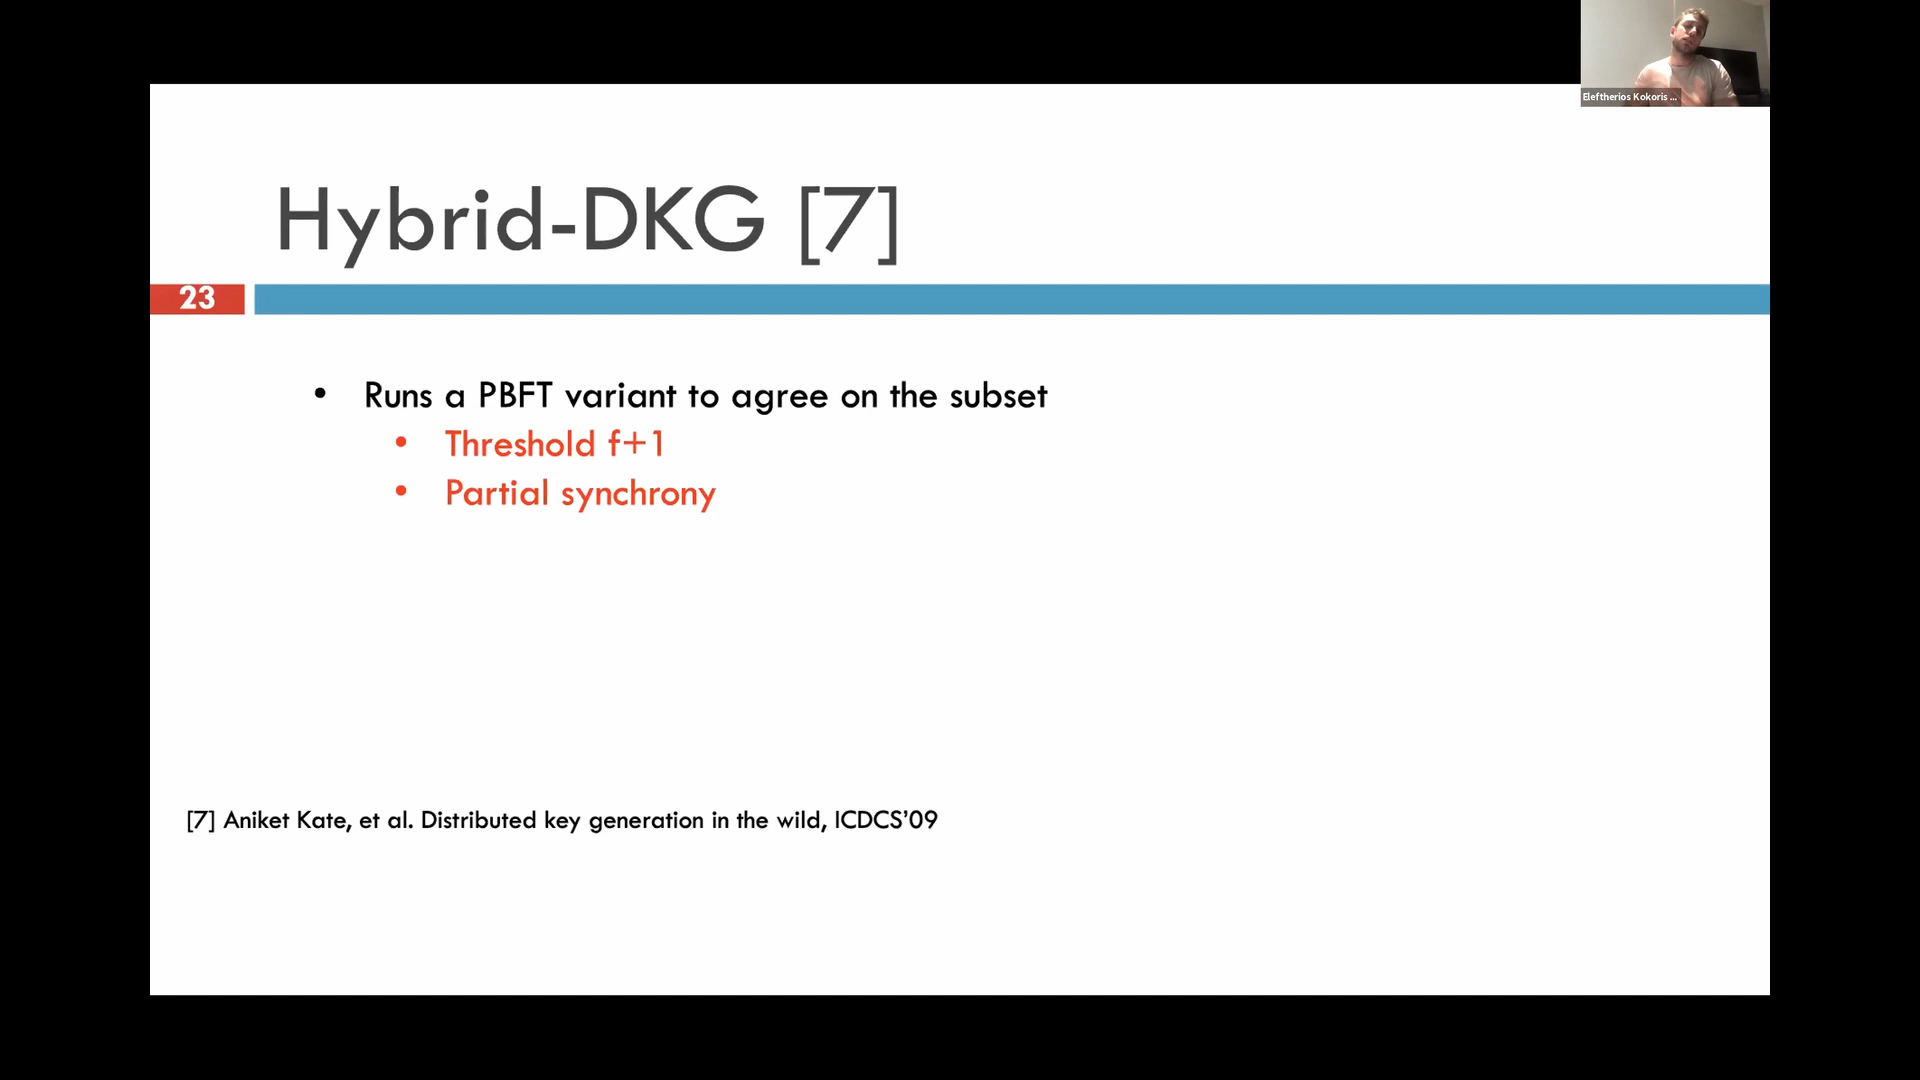 Eleftherios Kokoris ...
Hybrid-DKG [7]
23
• Runs a PBFT variant to agree on the subset
• Threshold f+1
• Partial synchrony
[7] Aniket Kate, et al. Distributed key generation in the wild, ICDCS’09